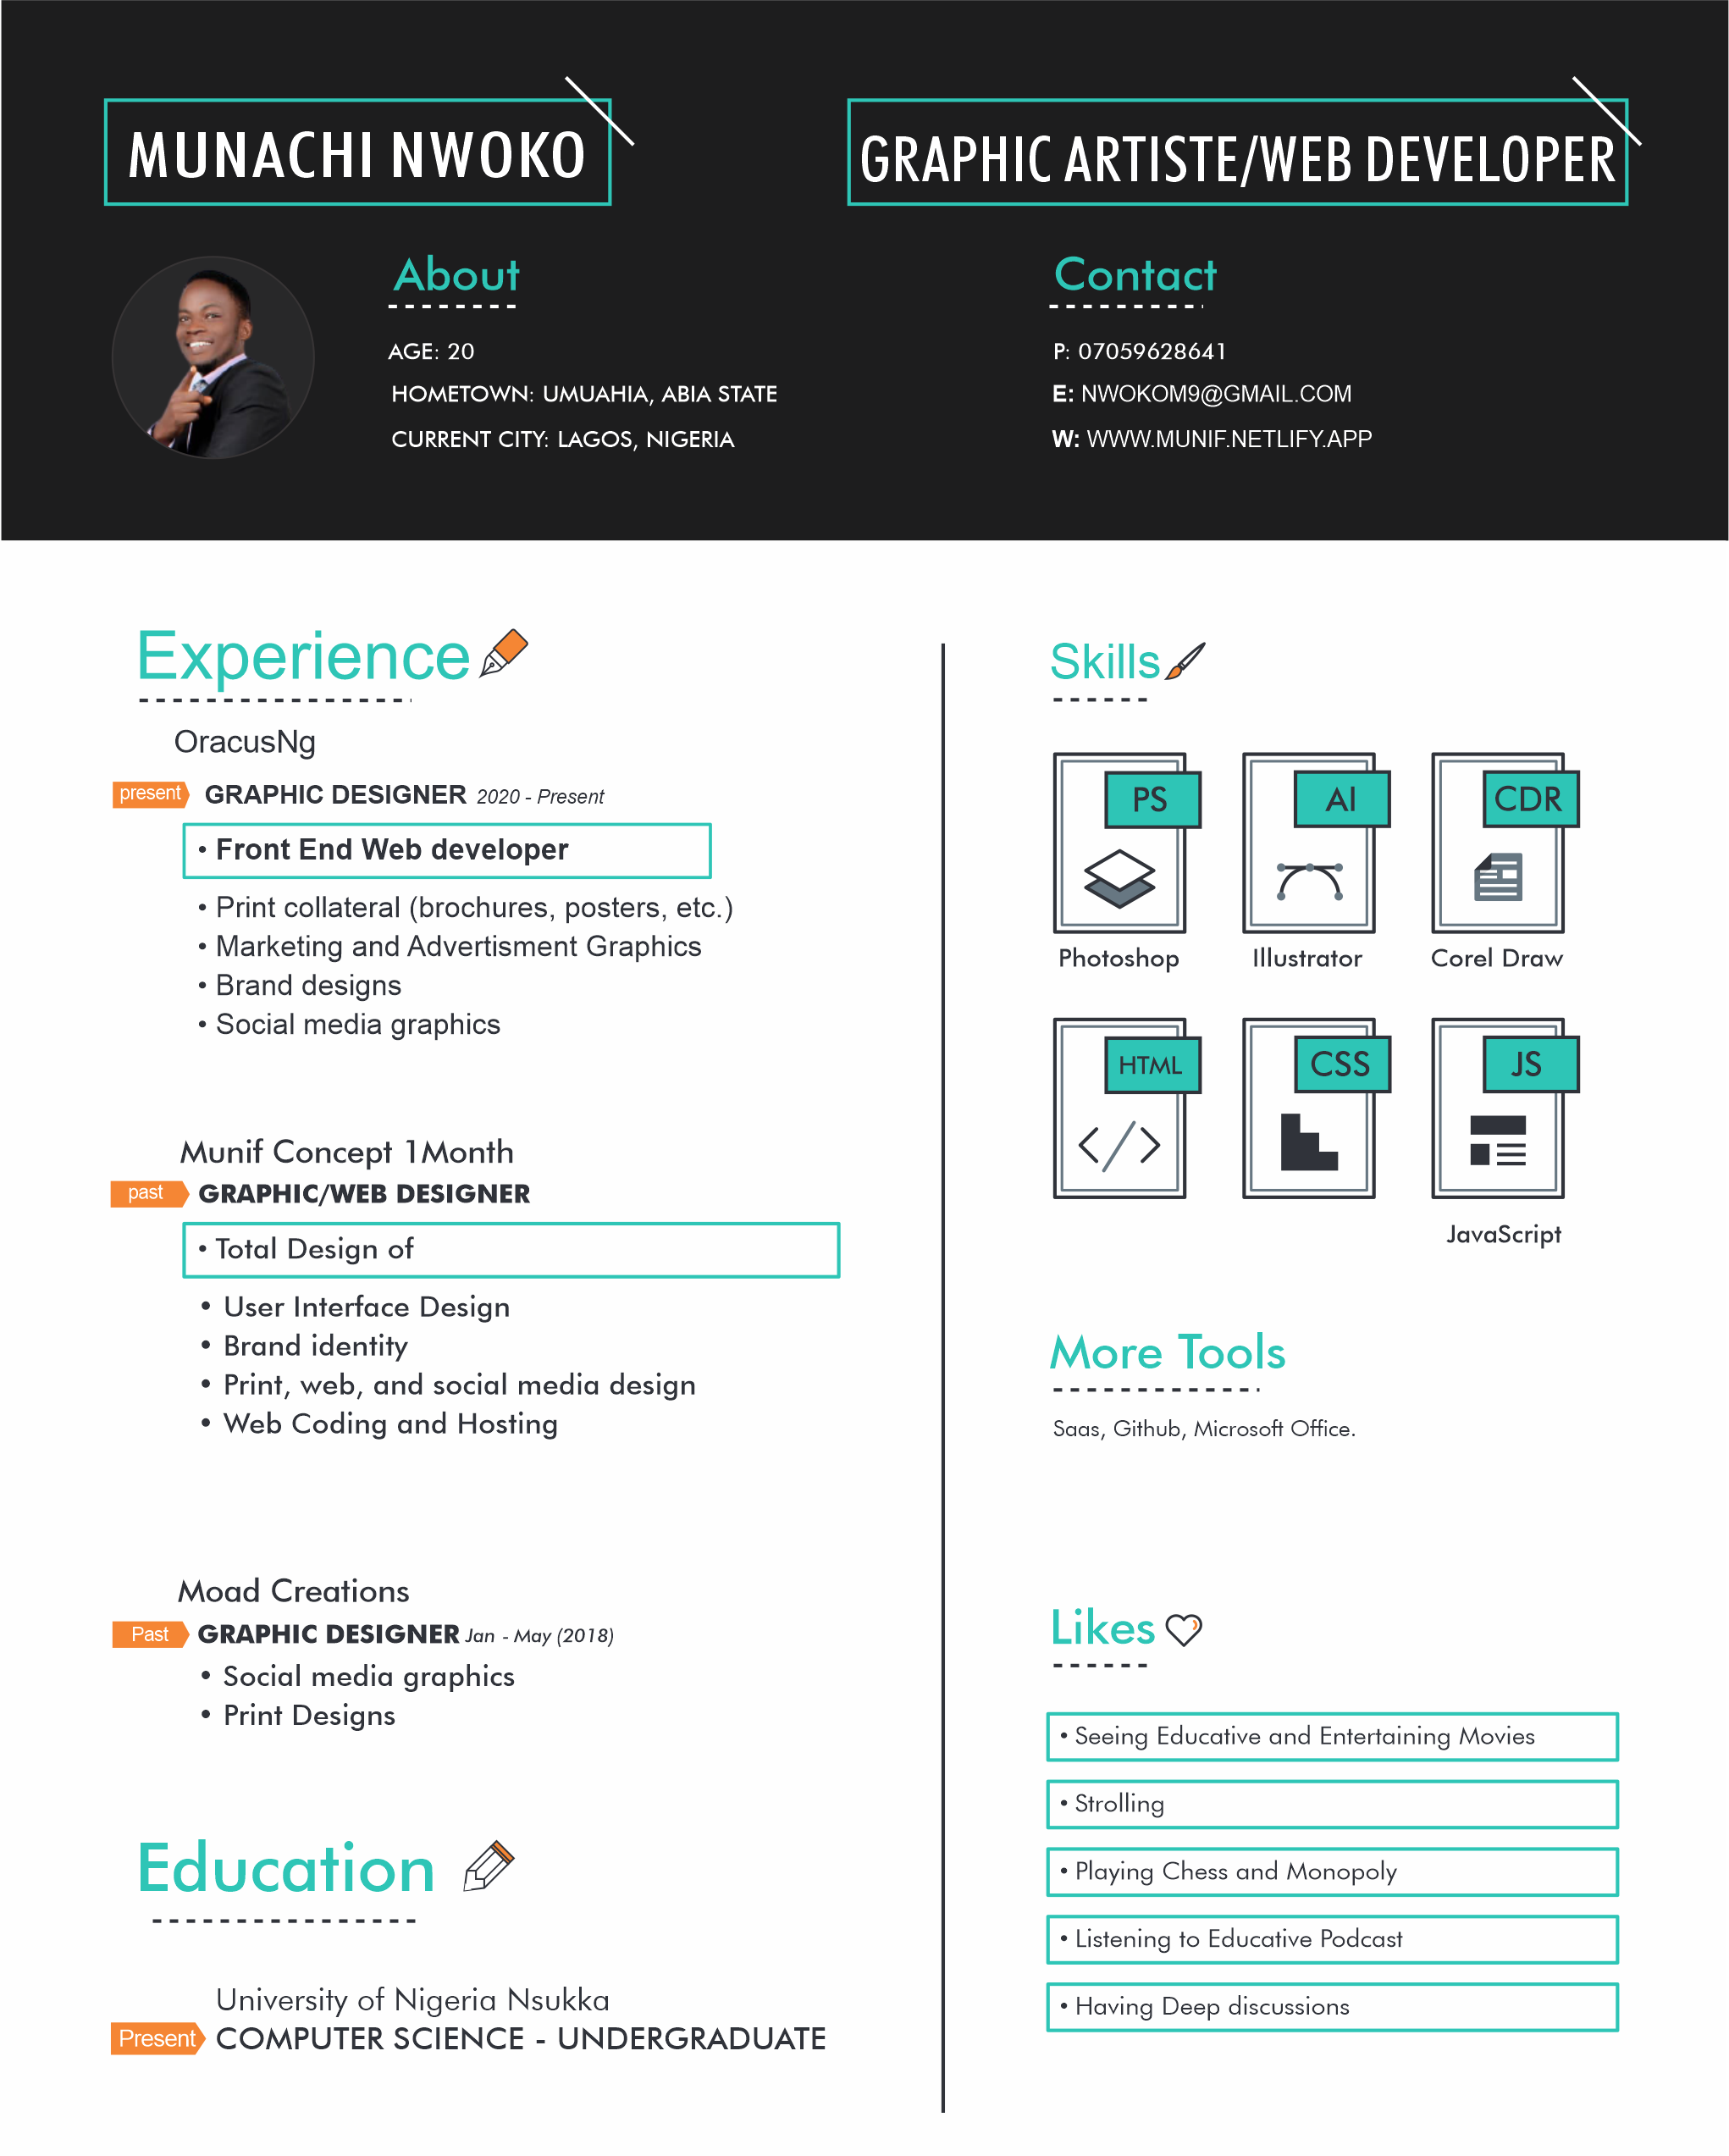 MUNACHI NWOKO
GRAPHIC ARTISTE/WEB DEVELOPER
About
AGE: 20
HOMETOWN: UMUAHIA, ABIA STATE
CURRENT CITY: LAGOS, NIGERIA
Contact
P: 07059628641
E: NWOKOM9@GMAIL.COM
W: WWW.MUNIF.NETLIFY.APP
Experience
OracusNg
present GRAPHIC DESIGNER 2020 - Present
• Front End Web developer
• Print collateral (brochures, posters, etc.)
• Marketing and Advertisment Graphics
• Brand designs
• Social media graphics
Munif Concept 1Month
past GRAPHIC/WEB DESIGNER
• Total Design of
• User Interface Design
• Brand identity
• Print, web, and social media design
• Web Coding and Hosting
Moad Creations
Past GRAPHIC DESIGNER Jan - May (2018)
• Social media graphics
• Print Designs
Education
University of Nigeria Nsukka
Present COMPUTER SCIENCE - UNDERGRADUATE
Skills
PS AI CDR
Photoshop Illustrator Corel Draw
HTML CSS JS
</>
JavaScript
More Tools
Saas, Github, Microsoft Office.
Likes
• Seeing Educative and Entertaining Movies
• Strolling
• Playing Chess and Monopoly
• Listening to Educative Podcast
• Having Deep discussions